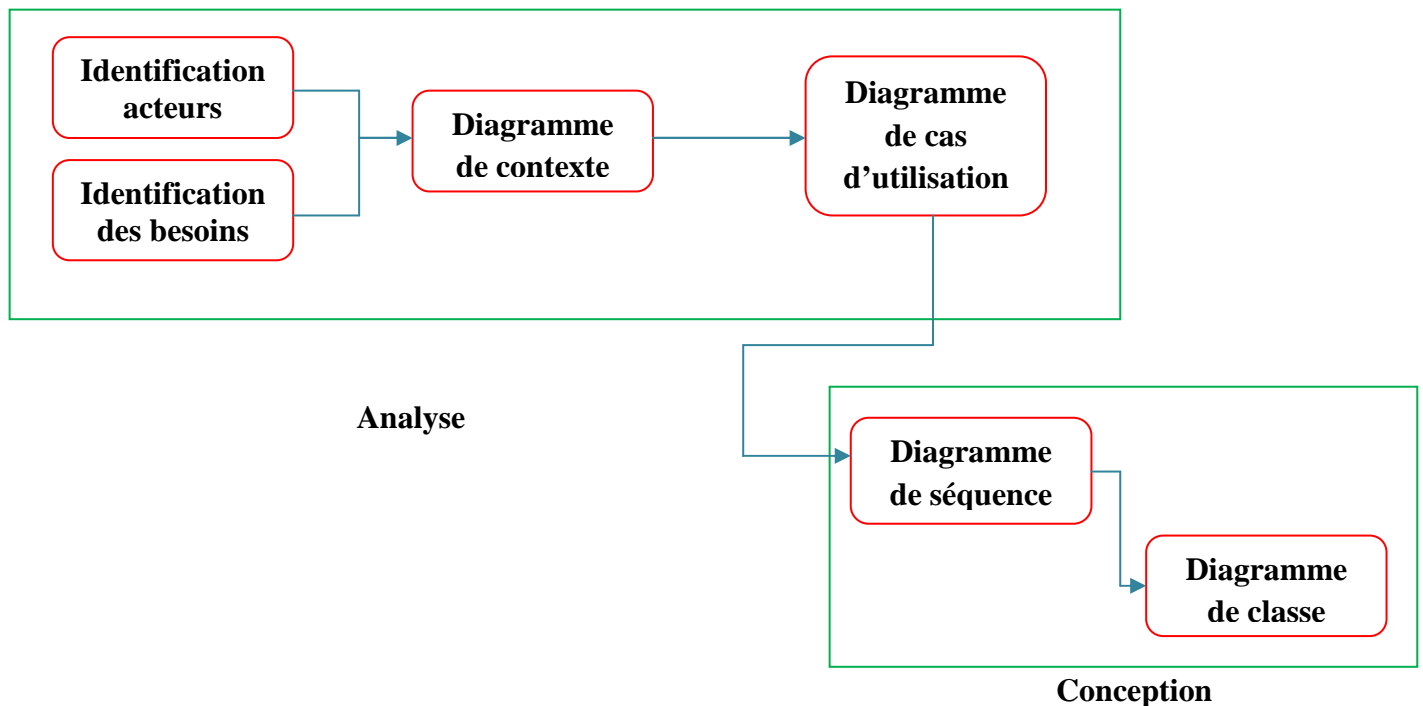 Identification
acteurs
Identification
des besoins
Diagramme
de contexte
Diagramme
de cas
d’utilisation
Analyse
Diagramme
de séquence
Diagramme
de classe
Conception